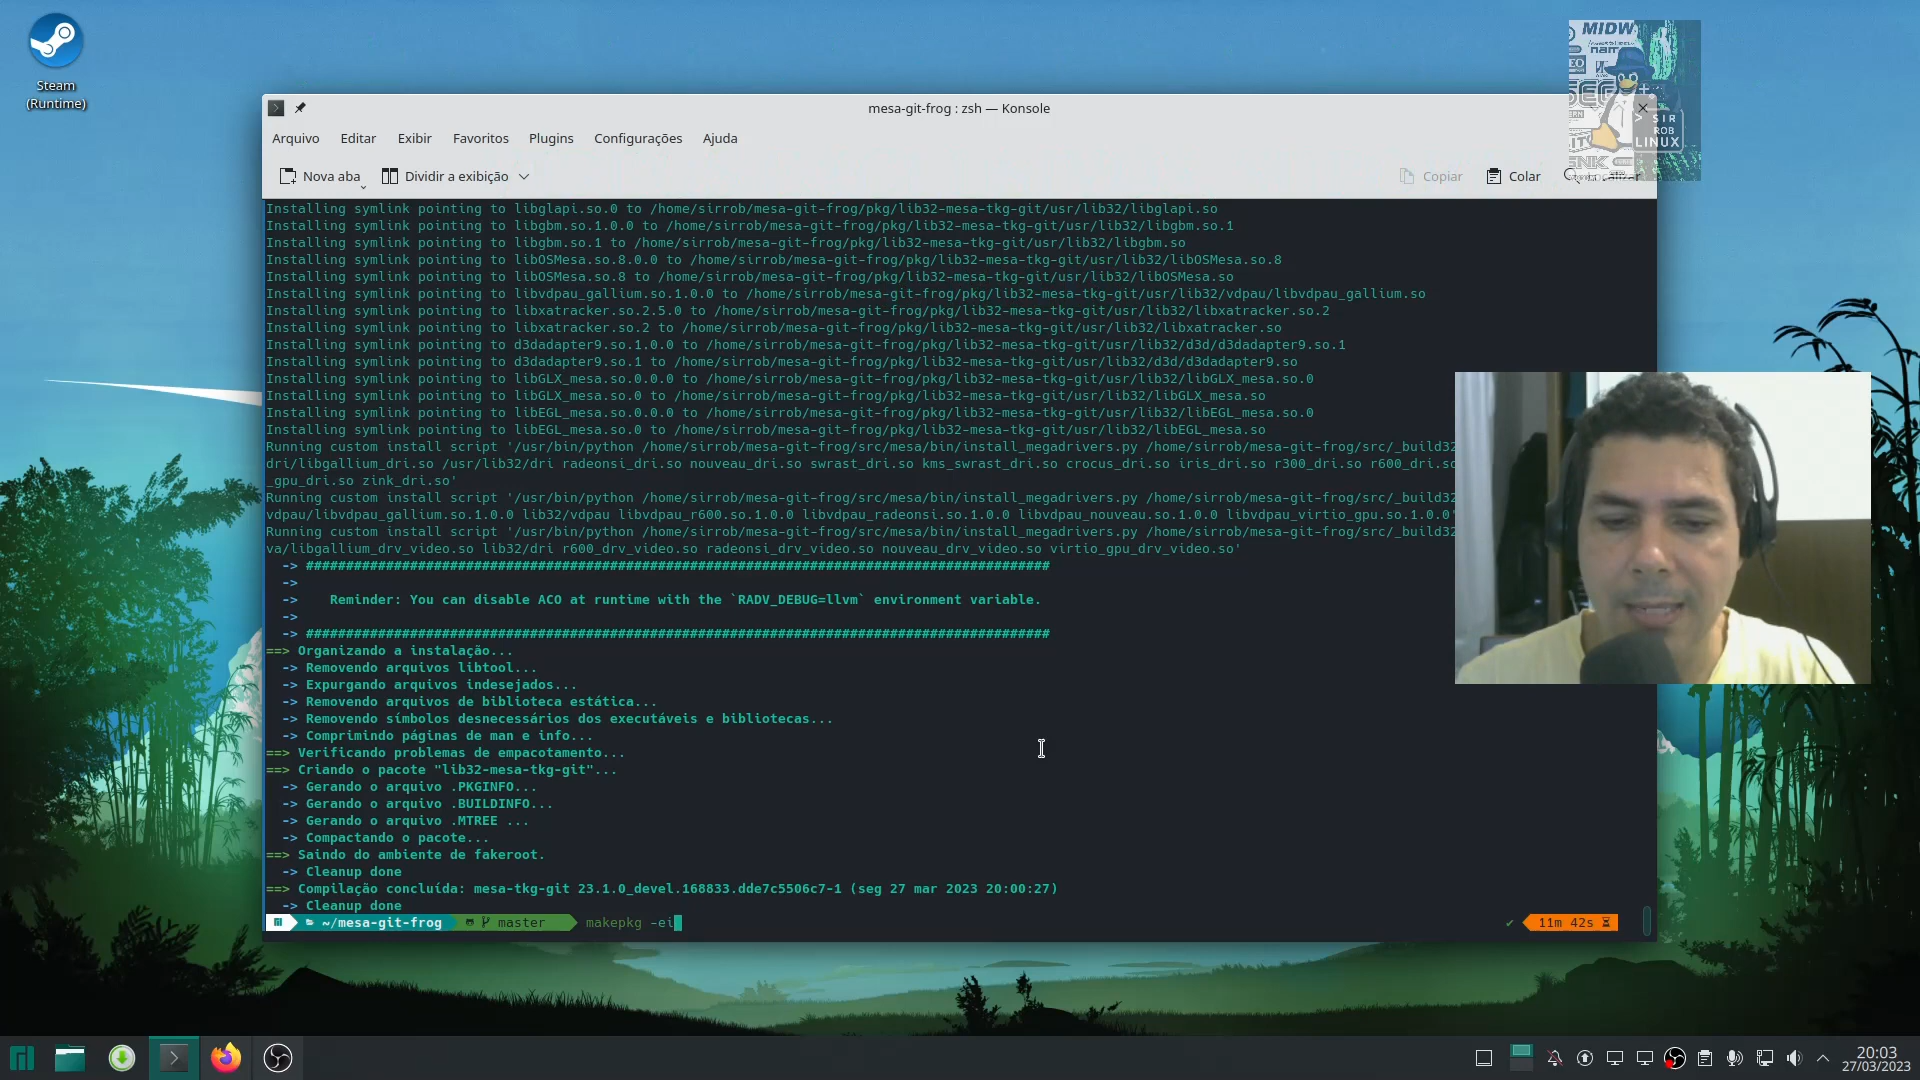 Steam
(Runtime)
mesa-git-frog : zsh — Konsole
Arquivo Editar Exibir Favoritos Plugins Configurações Ajuda
Nova aba Dividir a exibição Copiar Colar
MIDW
SIR
ROB
LINUX
Installing symlink pointing to libglapi.so.0 to /home/sirrob/mesa-git-frog/pkg/lib32-mesa-tkg-git/usr/lib32/libglapi.so
Installing symlink pointing to libgbm.so.1.0.0 to /home/sirrob/mesa-git-frog/pkg/lib32-mesa-tkg-git/usr/lib32/libgbm.so.1
Installing symlink pointing to libgbm.so.1 to /home/sirrob/mesa-git-frog/pkg/lib32-mesa-tkg-git/usr/lib32/libgbm.so
Installing symlink pointing to libOSMesa.so.8.0.0 to /home/sirrob/mesa-git-frog/pkg/lib32-mesa-tkg-git/usr/lib32/libOSMesa.so.8
Installing symlink pointing to libOSMesa.so.8 to /home/sirrob/mesa-git-frog/pkg/lib32-mesa-tkg-git/usr/lib32/libOSMesa.so
Installing symlink pointing to libvdpau_gallium.so.1.0.0 to /home/sirrob/mesa-git-frog/pkg/lib32-mesa-tkg-git/usr/lib32/vdpau/libvdpau_gallium.so
Installing symlink pointing to libxatracker.so.2.5.0 to /home/sirrob/mesa-git-frog/pkg/lib32-mesa-tkg-git/usr/lib32/libxatracker.so.2
Installing symlink pointing to libxatracker.so.2 to /home/sirrob/mesa-git-frog/pkg/lib32-mesa-tkg-git/usr/lib32/libxatracker.so
Installing symlink pointing to d3dadapter9.so.1.0.0 to /home/sirrob/mesa-git-frog/pkg/lib32-mesa-tkg-git/usr/lib32/d3d/d3dadapter9.so.1
Installing symlink pointing to d3dadapter9.so.1 to /home/sirrob/mesa-git-frog/pkg/lib32-mesa-tkg-git/usr/lib32/d3d/d3dadapter9.so
Installing symlink pointing to libGLX_mesa.so.0.0.0 to /home/sirrob/mesa-git-frog/pkg/lib32-mesa-tkg-git/usr/lib32/libGLX_mesa.so.0
Installing symlink pointing to libGLX_mesa.so.0 to /home/sirrob/mesa-git-frog/pkg/lib32-mesa-tkg-git/usr/lib32/libGLX_mesa.so
Installing symlink pointing to libEGL_mesa.so.0.0.0 to /home/sirrob/mesa-git-frog/pkg/lib32-mesa-tkg-git/usr/lib32/libEGL_mesa.so.0
Installing symlink pointing to libEGL_mesa.so.0 to /home/sirrob/mesa-git-frog/pkg/lib32-mesa-tkg-git/usr/lib32/libEGL_mesa.so
Running custom install script '/usr/bin/python /home/sirrob/mesa-git-frog/src/mesa/bin/install_megadrivers.py /home/sirrob/mesa-git-frog/src/_build32
dri/libgallium_dri.so /usr/lib32/dri radeonsi_dri.so nouveau_dri.so swrast_dri.so kms_swrast_dri.so crocus_dri.so iris_dri.so r300_dri.so r600_dri.so
_gpu_dri.so zink_dri.so'
Running custom install script '/usr/bin/python /home/sirrob/mesa-git-frog/src/mesa/bin/install_megadrivers.py /home/sirrob/mesa-git-frog/src/_build32
vdpau/libvdpau_gallium.so.1.0.0 lib32/vdpau libvdpau_r600.so.1.0.0 libvdpau_radeonsi.so.1.0.0 libvdpau_nouveau.so.1.0.0 libvdpau_virtio_gpu.so.1.0.0'
Running custom install script '/usr/bin/python /home/sirrob/mesa-git-frog/src/mesa/bin/install_megadrivers.py /home/sirrob/mesa-git-frog/src/_build32
va/libgallium_drv_video.so lib32/dri r600_drv_video.so radeonsi_drv_video.so nouveau_drv_video.so virtio_gpu_drv_video.so'
-> #############################################################################################
->
-> Reminder: You can disable ACO at runtime with the `RADV_DEBUG=llvm` environment variable.
->
-> #############################################################################################
==> Organizando a instalação...
-> Removendo arquivos libtool...
-> Expurgando arquivos indesejados...
-> Removendo arquivos de biblioteca estática...
-> Removendo símbolos desnecessários dos executáveis e bibliotecas...
-> Comprimindo páginas de man e info...
==> Verificando problemas de empacotamento...
==> Criando o pacote "lib32-mesa-tkg-git"...
-> Gerando o arquivo .PKGINFO...
-> Gerando o arquivo .BUILDINFO...
-> Gerando o arquivo .MTREE ...
-> Compactando o pacote...
==> Saindo do ambiente de fakeroot.
-> Cleanup done
==> Compilação concluída: mesa-tkg-git 23.1.0_devel.168833.dde7c5506c7-1 (seg 27 mar 2023 20:00:27)
-> Cleanup done
~/mesa-git-frog master makepkg -ei 11m 42s
20:03
27/03/2023